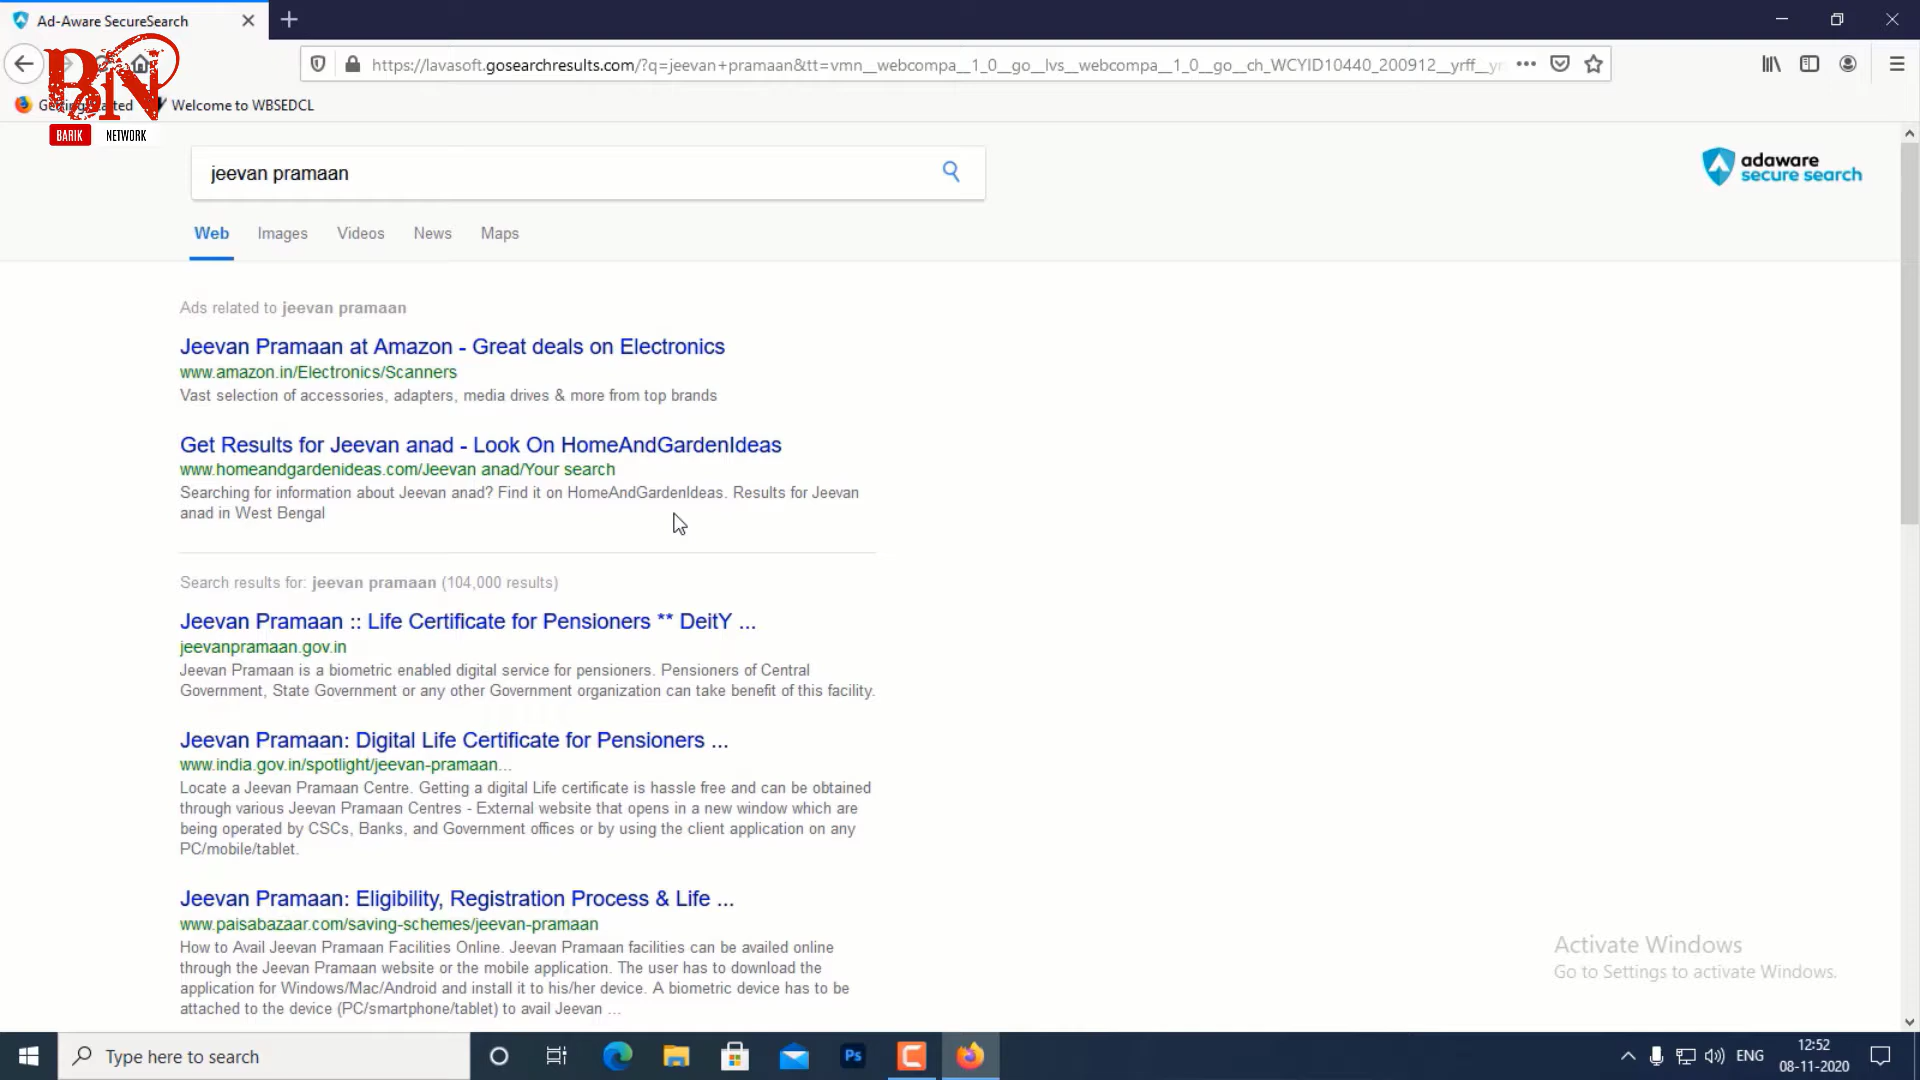 Ad-Aware SecureSearch
https://lavasoft.gosearchresults.com/?q=jeevan+pramaan&tt=vmn__webcompa__1_0__go__lvs__webcompa__1_0__go__ch_WCYID10440_200912__yrff__y
Welcome to WBSEDCL
BN
BARIK NETWORK
jeevan pramaan
adaware
secure search
Web Images Videos News Maps
Ads related to jeevan pramaan
Jeevan Pramaan at Amazon - Great deals on Electronics
www.amazon.in/Electronics/Scanners
Vast selection of accessories, adapters, media drives & more from top brands
Get Results for Jeevan anad - Look On HomeAndGardenIdeas
www.homeandgardenideas.com/Jeevan anad/Your search
Searching for information about Jeevan anad? Find it on HomeAndGardenIdeas. Results for Jeevan
anad in West Bengal
Search results for: jeevan pramaan (104,000 results)
Jeevan Pramaan :: Life Certificate for Pensioners ** DeitY ...
jeevanpramaan.gov.in
Jeevan Pramaan is a biometric enabled digital service for pensioners. Pensioners of Central
Government, State Government or any other Government organization can take benefit of this facility.
Jeevan Pramaan: Digital Life Certificate for Pensioners ...
www.india.gov.in/spotlight/jeevan-pramaan...
Locate a Jeevan Pramaan Centre. Getting a digital Life certificate is hassle free and can be obtained
through various Jeevan Pramaan Centres - External website that opens in a new window which are
being operated by CSCs, Banks, and Government offices or by using the client application on any
PC/mobile/tablet.
Jeevan Pramaan: Eligibility, Registration Process & Life ...
www.paisabazaar.com/saving-schemes/jeevan-pramaan
How to Avail Jeevan Pramaan Facilities Online. Jeevan Pramaan facilities can be availed online
through the Jeevan Pramaan website or the mobile application. The user has to download the
application for Windows/Mac/Android and install it to his/her device. A biometric device has to be
attached to the device (PC/smartphone/tablet) to avail Jeevan ...
Activate Windows
Go to Settings to activate Windows.
Type here to search
Ps
ENG
12:52
08-11-2020